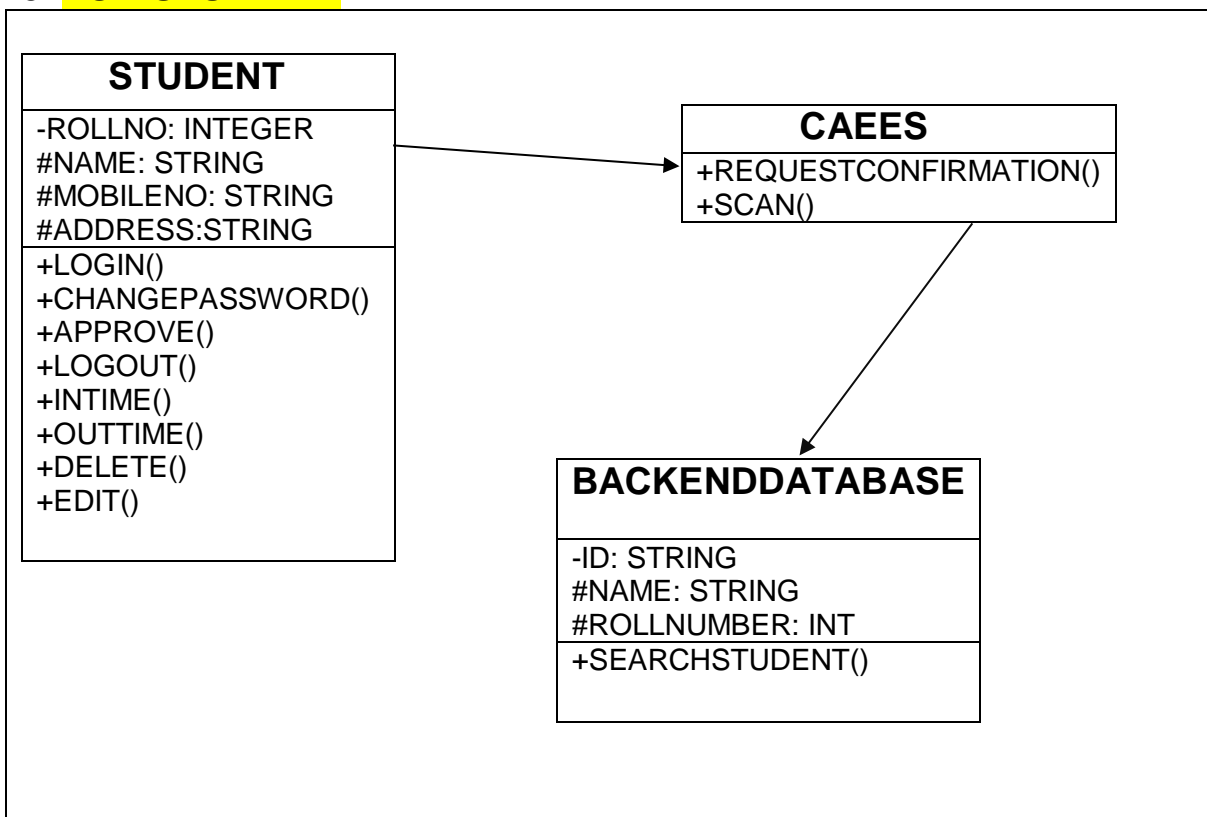 STUDENT
-ROLLNO: INTEGER
#NAME: STRING
#MOBILENO: STRING
#ADDRESS:STRING
+LOGIN()
+CHANGEPASSWORD()
+APPROVE()
+LOGOUT()
+INTIME()
+OUTTIME()
+DELETE()
+EDIT()
CAEES
+REQUESTCONFIRMATION()
+SCAN()
BACKENDDATABASE
-ID: STRING
#NAME: STRING
#ROLLNUMBER: INT
+SEARCHSTUDENT()